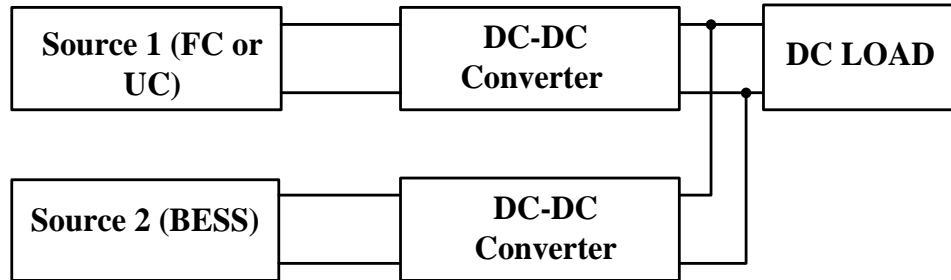 Source 1 (FC or
UC)
DC-DC
Converter
DC LOAD
Source 2 (BESS)
DC-DC
Converter